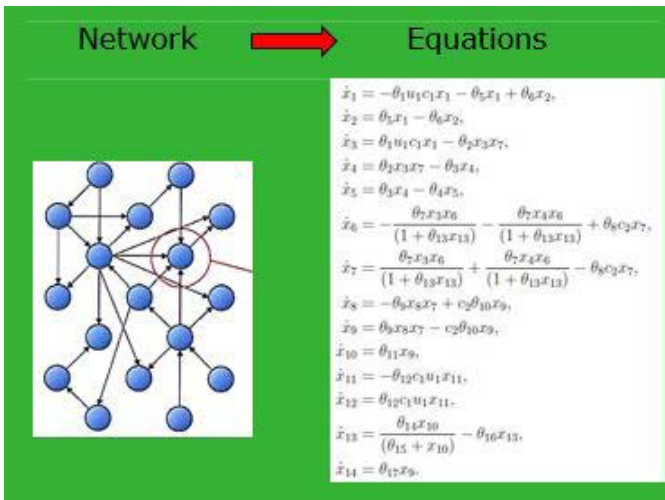 Network
Equations
ẋ₁ = −θ₁u₁c₁x₁ − θ₅x₁ + θ₆x₂,
ẋ₂ = θ₅x₁ − θ₆x₂,
ẋ₃ = θ₁u₁c₁x₁ − θ₂x₃x₇,
ẋ₄ = θ₂x₃x₇ − θ₃x₄,
ẋ₅ = θ₃x₄ − θ₄x₅,
ẋ₆ = −θ₇x₃x₆/(1 + θ₁₃x₁₃) − θ₇x₄x₆/(1 + θ₁₃x₁₃) + θ₈c₂x₇,
ẋ₇ = θ₇x₃x₆/(1 + θ₁₃x₁₃) + θ₇x₄x₆/(1 + θ₁₃x₁₃) − θ₈c₂x₇,
ẋ₈ = −θ₉x₈x₇ + c₂θ₁₀x₉,
ẋ₉ = θ₉x₈x₇ − c₂θ₁₀x₉,
ẋ₁₀ = θ₁₁x₉,
ẋ₁₁ = −θ₁₂c₁u₁x₁₁,
ẋ₁₂ = θ₁₂c₁u₁x₁₁,
ẋ₁₃ = θ₁₄x₁₀/(θ₁₅ + x₁₀) − θ₁₆x₁₃,
ẋ₁₄ = θ₁₇x₉.